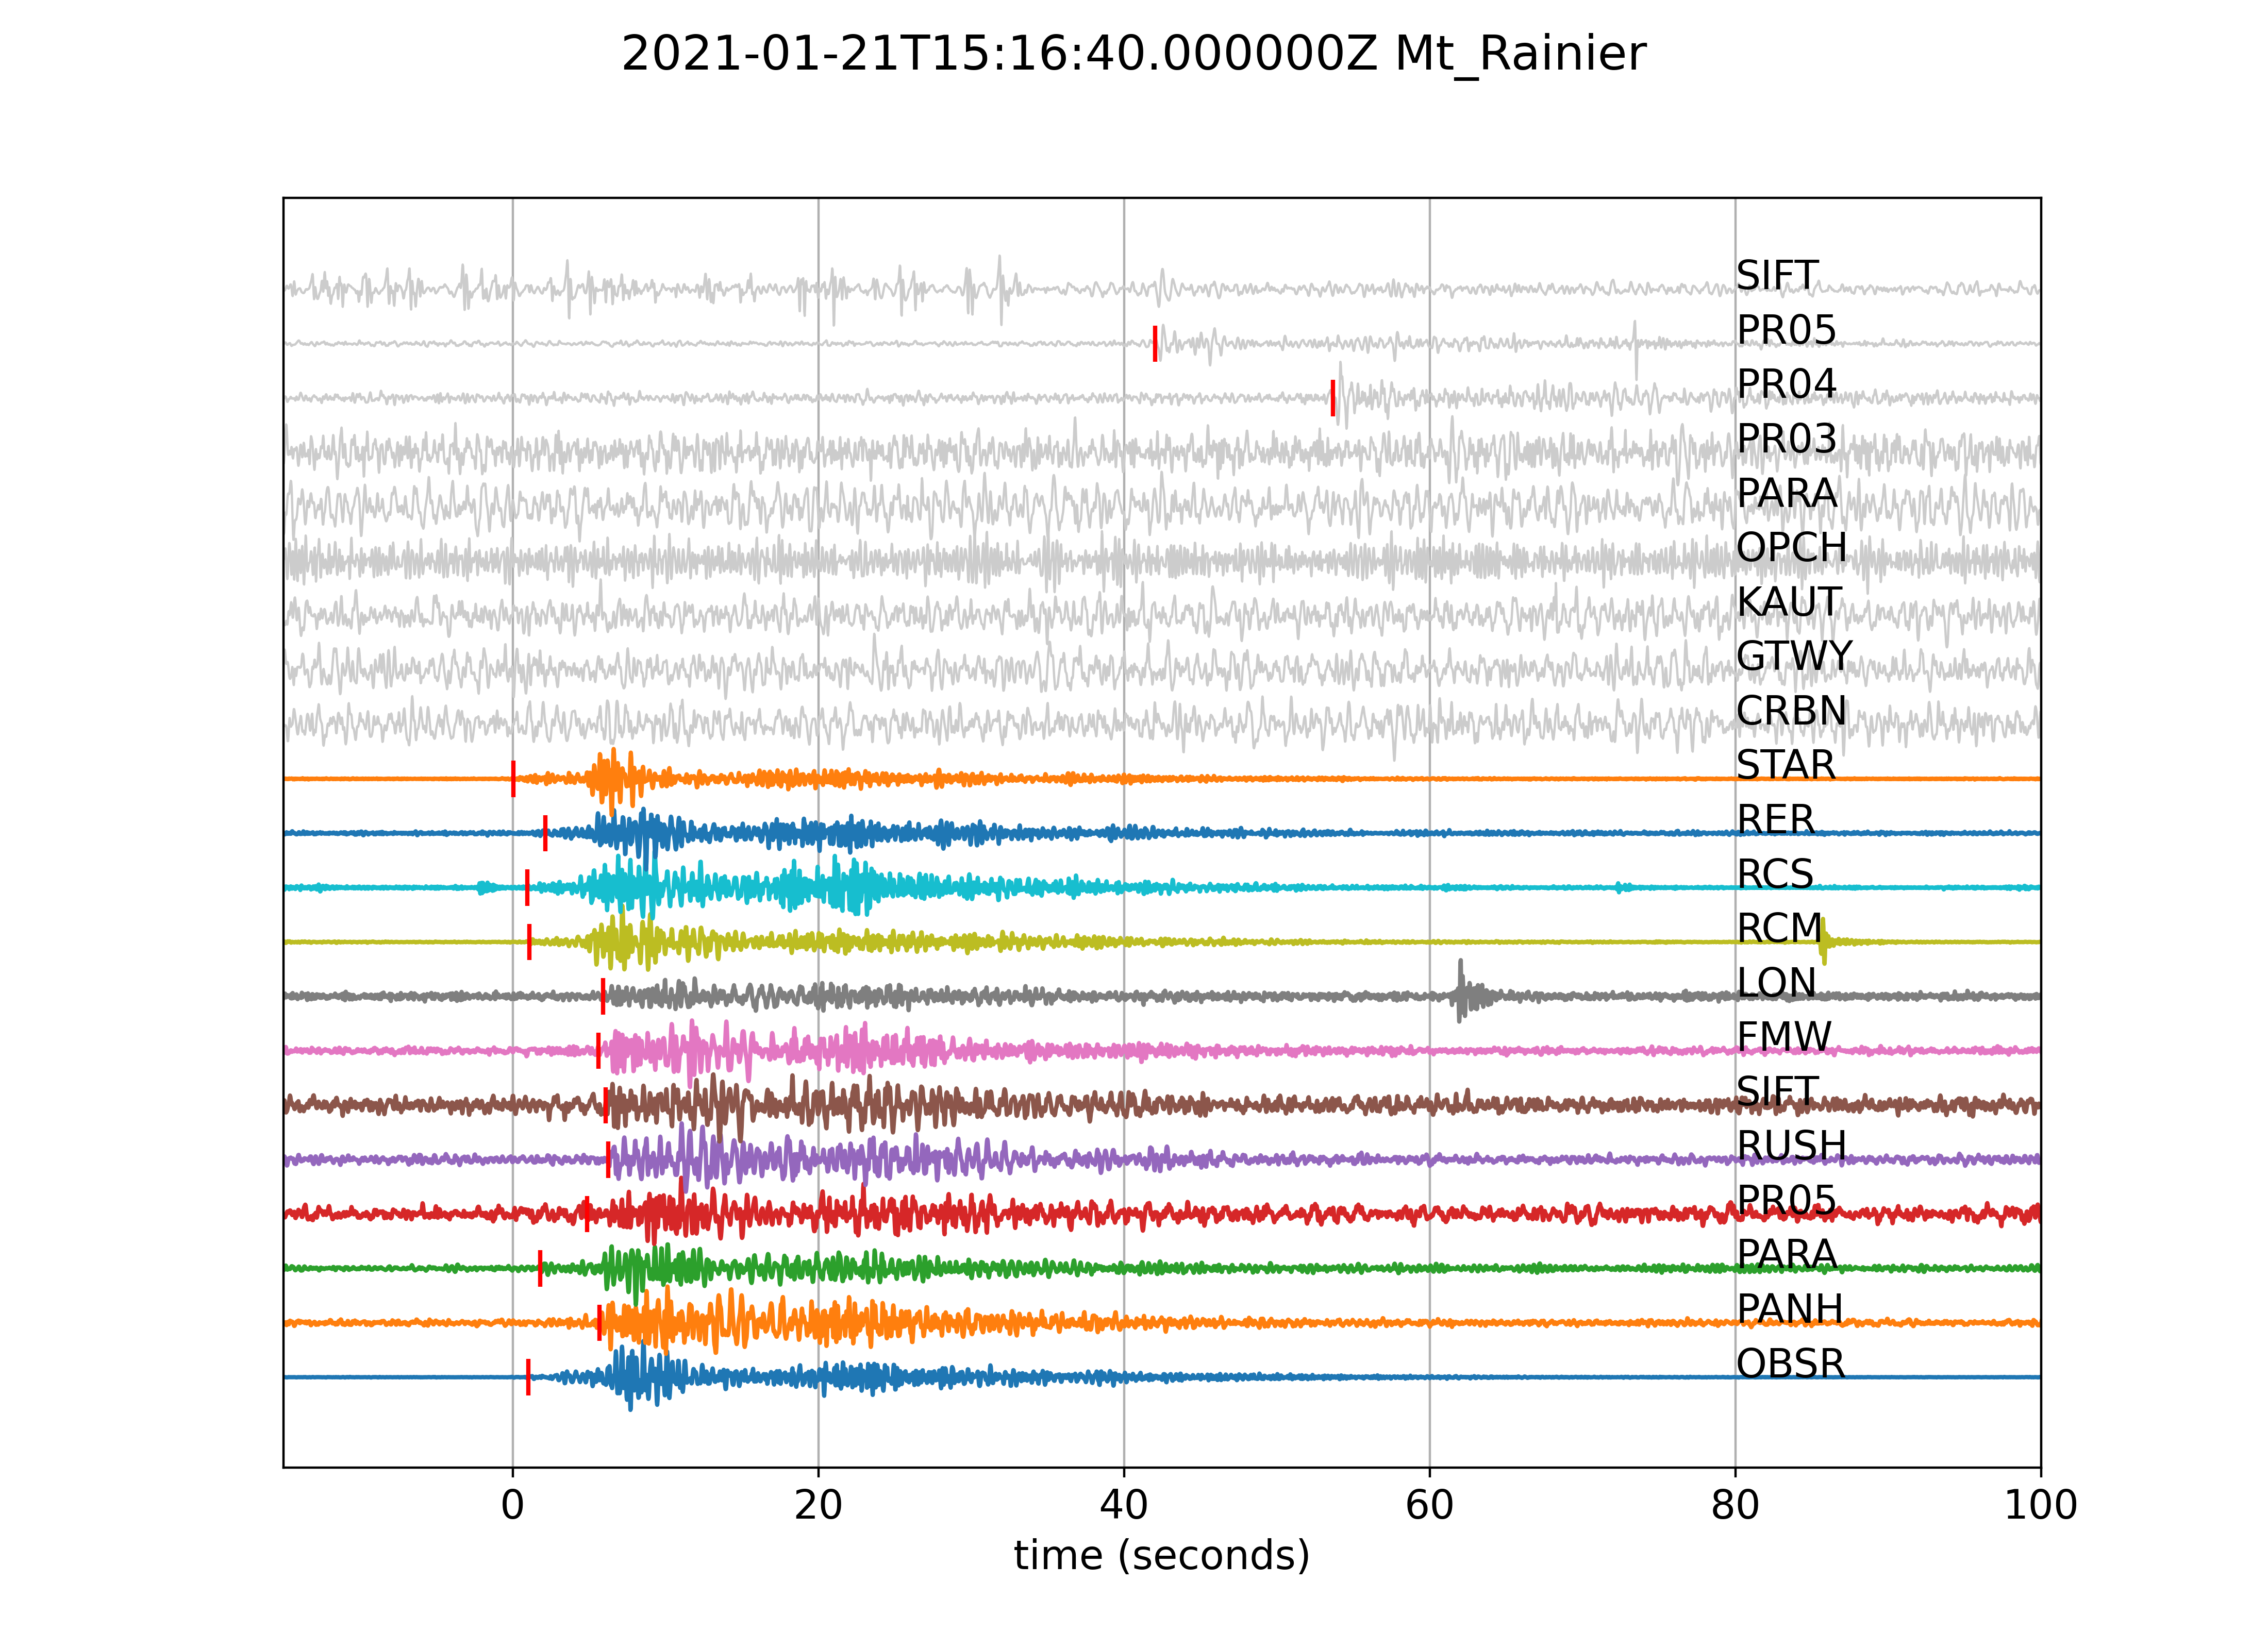 2021-01-21T15:16:40.000000Z Mt_Rainier
SIFT
PR05
PR04
PR03
PARA
OPCH
KAUT
GTWY
CRBN
STAR
RER
RCS
RCM
LON
FMW
SIFT
RUSH
PR05
PARA
PANH
OBSR
0 20 40 60 80 100
time (seconds)